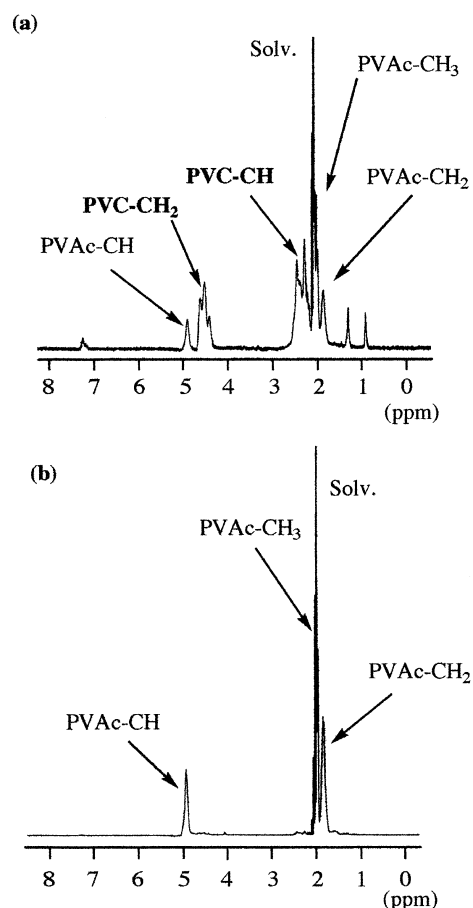 (a)
Solv.
PVAc-CH₃
PVC-CH
PVAc-CH₂
PVC-CH₂
PVAc-CH
8 7 6 5 4 3 2 1 0
(ppm)
(b)
Solv.
PVAc-CH₃
PVAc-CH₂
PVAc-CH
8 7 6 5 4 3 2 1 0
(ppm)